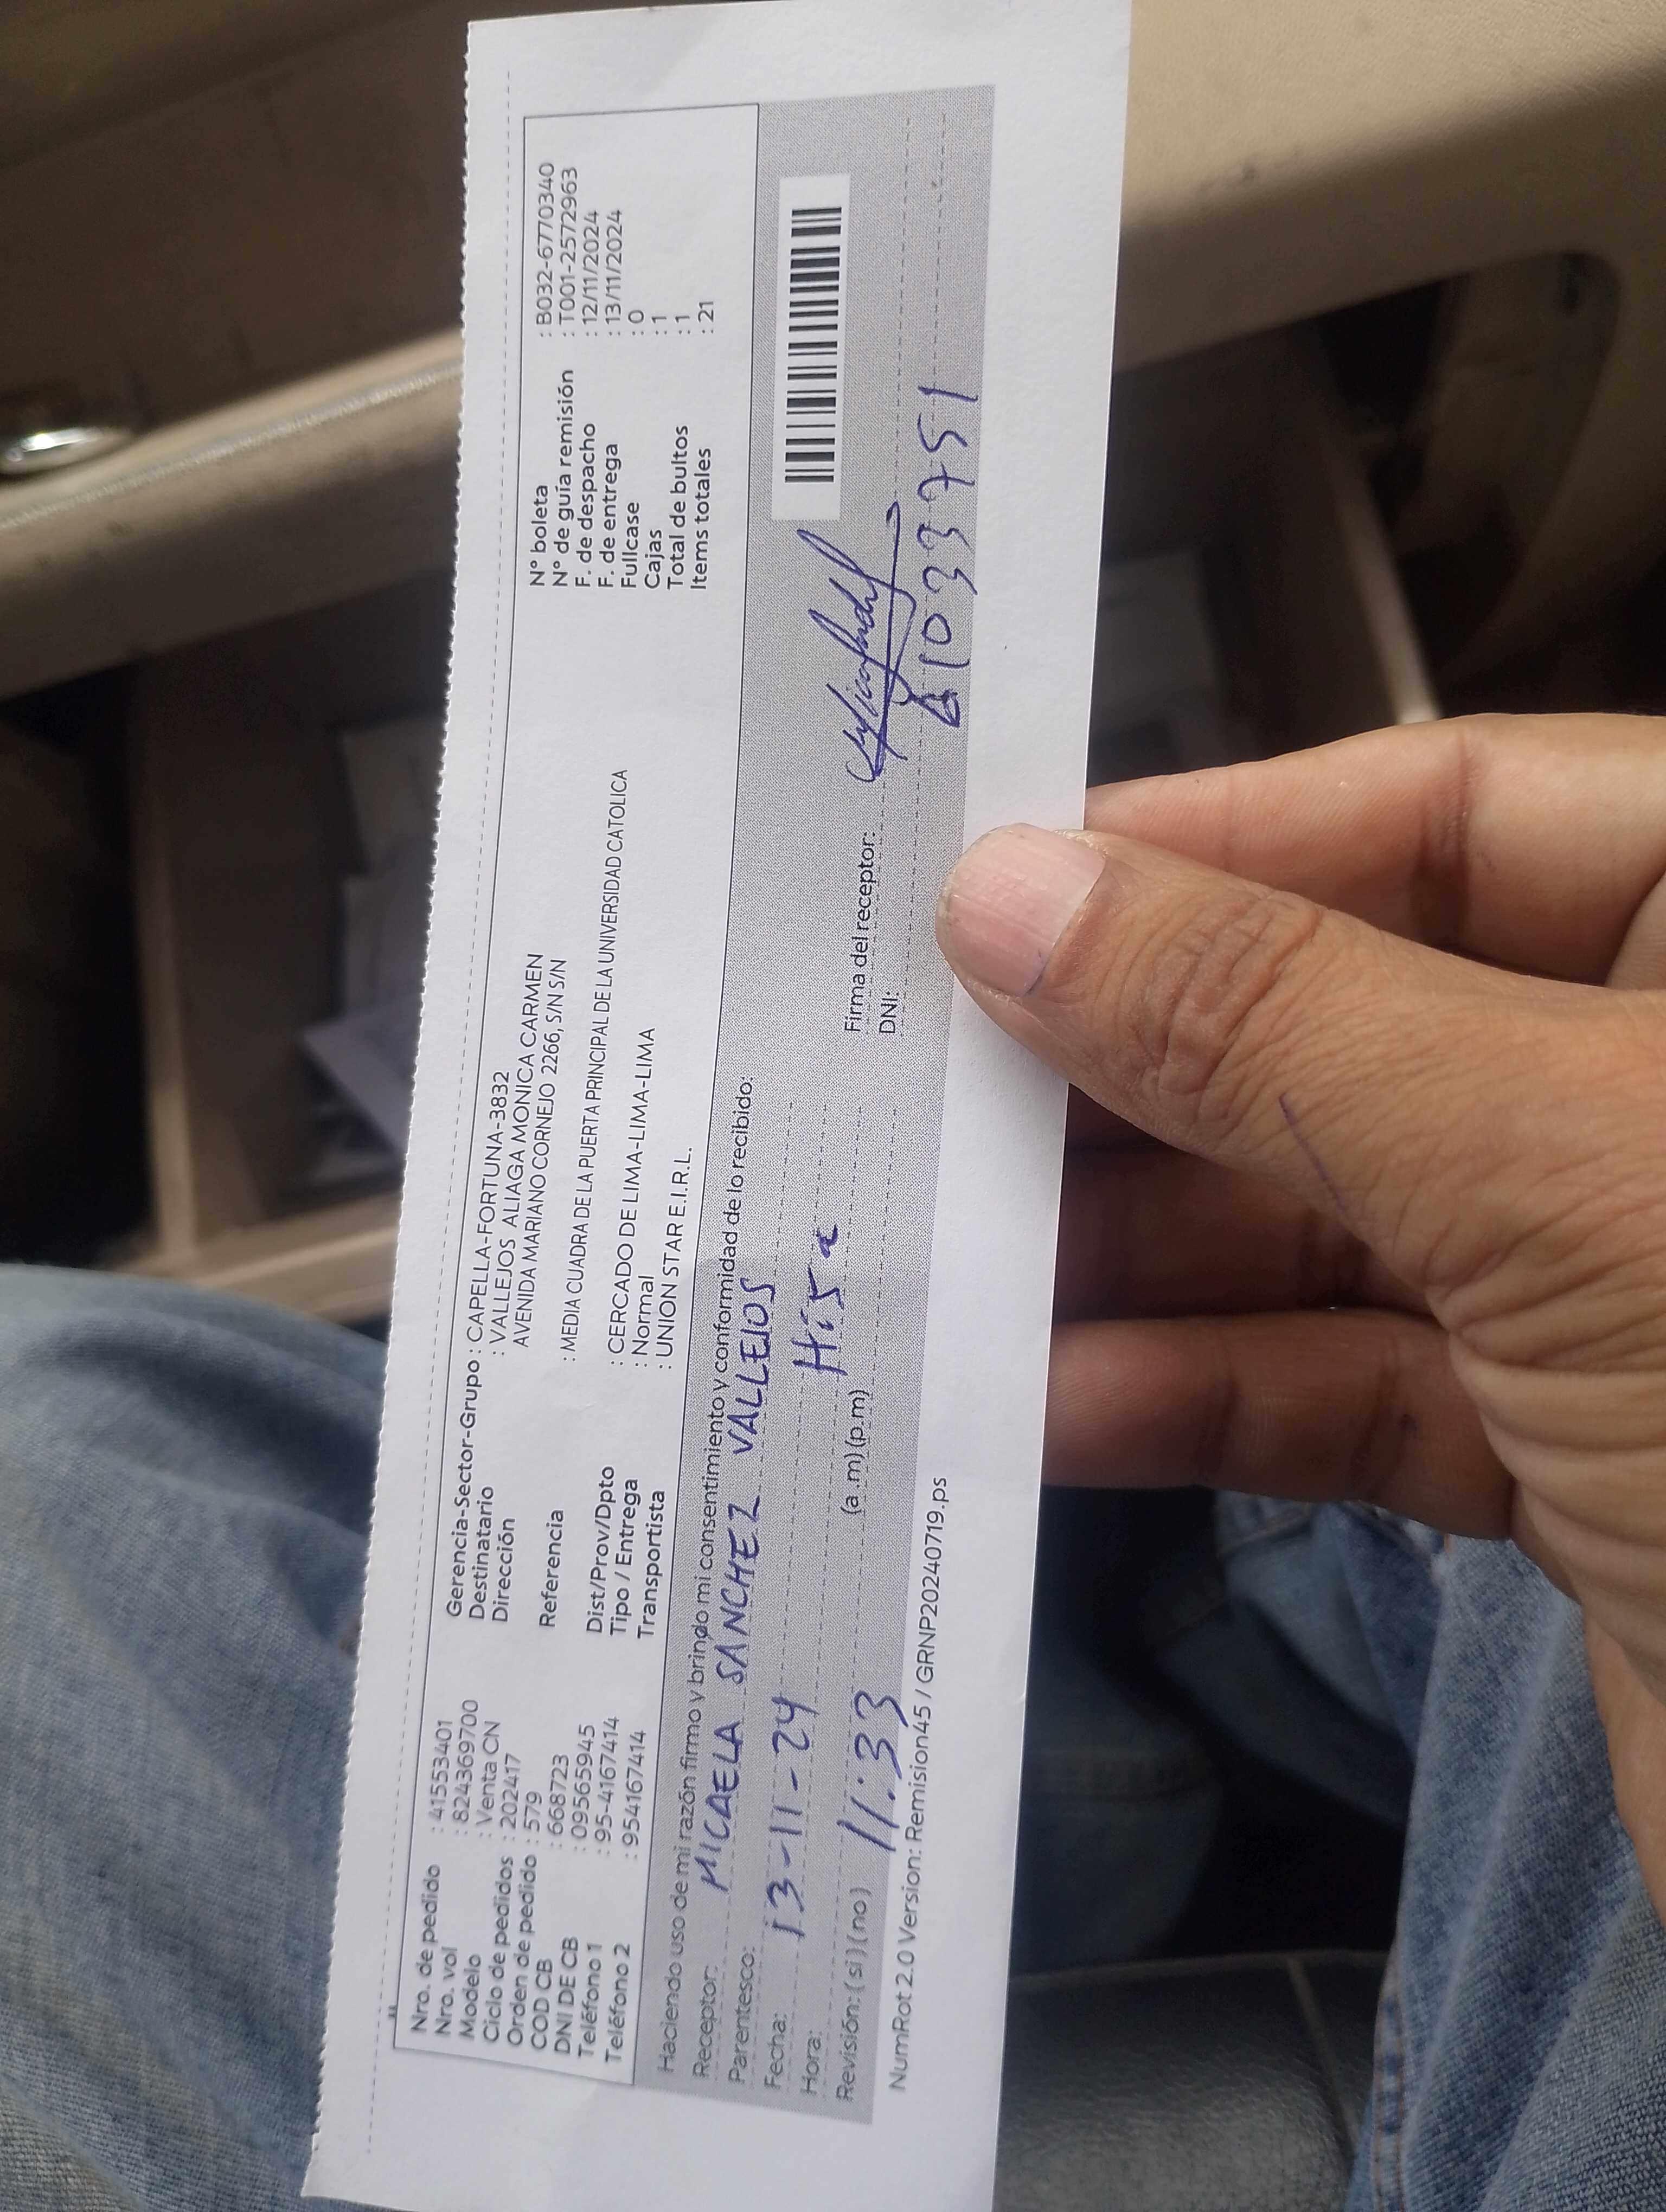 Nro. de pedido : 41553401
Nro. vol : 824369700
Modelo : Venta CN
Ciclo de pedidos : 202417
Orden de pedido : 579
COD CB : 668723
DNI DE CB : 09565945
Teléfono 1 : 95-4167414
Teléfono 2 : 954167414
Gerencia-Sector-Grupo : CAPELLA-FORTUNA-3832
Destinatario : VALLEJOS ALIAGA MONICA CARMEN
Dirección AVENIDA MARIANO CORNEJO 2266, S/N S/N
Referencia : MEDIA CUADRA DE LA PUERTA PRINCIPAL DE LA UNIVERSIDAD CATOLICA
Dist/Prov/Dpto : CERCADO DE LIMA-LIMA-LIMA
Tipo / Entrega : Normal
Transportista : UNION STAR E.I.R.L.
N° boleta : B032-6770340
N° de guía remisión : T001-2572963
F. de despacho : 12/11/2024
F. de entrega : 13/11/2024
Fullcase : 0
Cajas : 1
Total de bultos : 1
Items totales : 21
Haciendo uso de mi razón firmo y brindo mi consentimiento y conformidad de lo recibido:
Receptor: MICAELA SANCHEZ VALLEJOS
Parentesco: Hija
Fecha: 13-11-24
Hora: 11:33 (a.m) (p.m)
Revisión: (si) (no)
Firma del receptor:
DNI: 61033751
NumRot 2.0 Version: Remision45 / GRNP20240719.ps